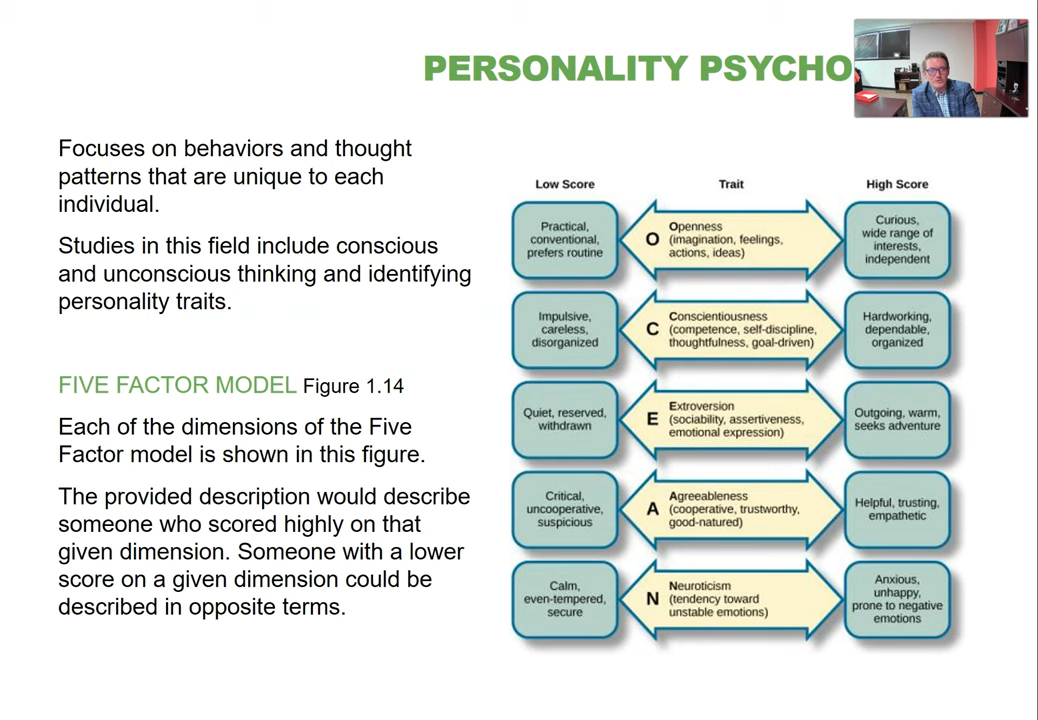 PERSONALITY PSYCHO
Focuses on behaviors and thought
patterns that are unique to each
individual.
Studies in this field include conscious
and unconscious thinking and identifying
personality traits.
FIVE FACTOR MODEL Figure 1.14
Each of the dimensions of the Five
Factor model is shown in this figure.
The provided description would describe
someone who scored highly on that
given dimension. Someone with a lower
score on a given dimension could be
described in opposite terms.
Low Score
Trait
High Score
Practical,
conventional,
prefers routine
O
Openness
(imagination, feelings,
actions, ideas)
Curious,
wide range of
interests,
independent
Impulsive,
careless,
disorganized
C
Conscientiousness
(competence, self-discipline,
thoughtfulness, goal-driven)
Hardworking,
dependable,
organized
Quiet, reserved,
withdrawn
E
Extroversion
(sociability, assertiveness,
emotional expression)
Outgoing, warm,
seeks adventure
Critical,
uncooperative,
suspicious
A
Agreeableness
(cooperative, trustworthy,
good-natured)
Helpful, trusting,
empathetic
Calm,
even-tempered,
secure
N
Neuroticism
(tendency toward
unstable emotions)
Anxious,
unhappy,
prone to negative
emotions